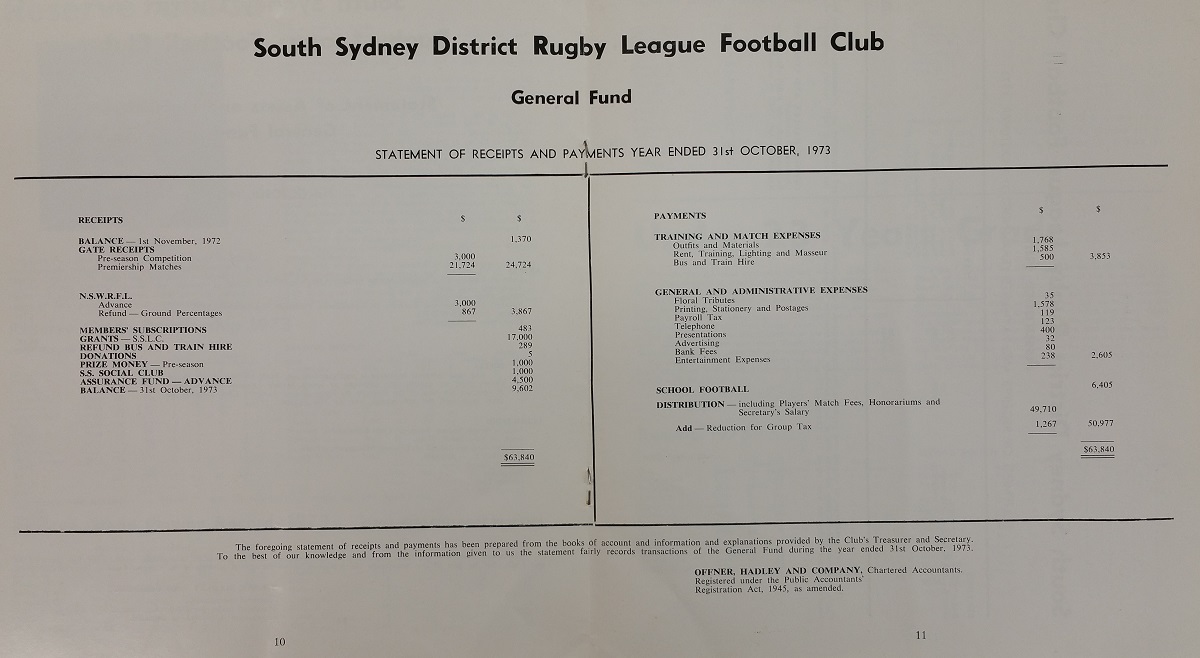 South Sydney District Rugby League Football Club
General Fund
STATEMENT OF RECEIPTS AND PAYMENTS YEAR ENDED 31st OCTOBER, 1973
RECEIPTS $ $
BALANCE — 1st November, 1972 1,370
GATE RECEIPTS
Pre-season Competition 3,000
Premiership Matches 21,724 24,724
N.S.W.R.F.L.
Advance 3,000
Refund — Ground Percentages 867 3,867
MEMBERS' SUBSCRIPTIONS 483
GRANTS — S.S.L.C. 17,000
REFUND BUS AND TRAIN HIRE 289
DONATIONS 5
PRIZE MONEY — Pre-season 1,000
S.S. SOCIAL CLUB 1,000
ASSURANCE FUND — ADVANCE 4,500
BALANCE — 31st October, 1973 9,602
$63,840
PAYMENTS $ $
TRAINING AND MATCH EXPENSES
Outfits and Materials 1,768
Rent, Training, Lighting and Masseur 1,585
Bus and Train Hire 500 3,853
GENERAL AND ADMINISTRATIVE EXPENSES
Floral Tributes 35
Printing, Stationery and Postages 1,578
Payroll Tax 119
Telephone 123
Presentations 400
Advertising 32
Bank Fees 80
Entertainment Expenses 238 2,605
SCHOOL FOOTBALL 6,405
DISTRIBUTION — including Players' Match Fees, Honorariums and
Secretary's Salary 49,710
Add — Reduction for Group Tax 1,267 50,977
$63,840
The foregoing statement of receipts and payments has been prepared from the books of account and information and explanations provided by the Club's Treasurer and Secretary.
To the best of our knowledge and from the information given to us the statement fairly records transactions of the General Fund during the year ended 31st October, 1973.
OFFNER, HADLEY AND COMPANY, Chartered Accountants.
Registered under the Public Accountants'
Registration Act, 1945, as amended.
10
11